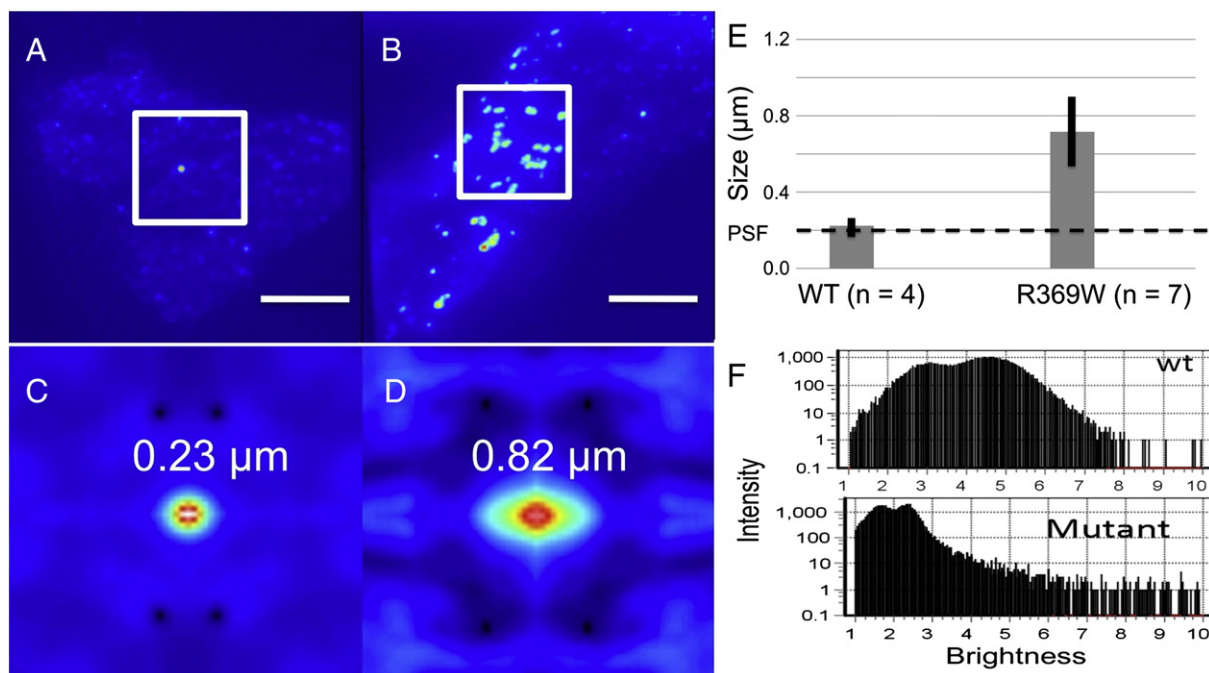 A
B
C
0.23 µm
D
0.82 µm
E
Size (µm)
1.2
0.8
0.4
PSF
0.0
WT (n = 4)
R369W (n = 7)
F
Intensity
1,000
100
10
1
0.1
wt
1 2 3 4 5 6 7 8 9 10
1,000
100
10
1
0.1
Mutant
1 2 3 4 5 6 7 8 9 10
Brightness